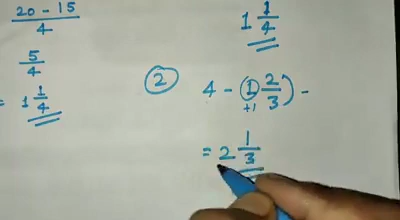 20 - 15
4
5
4
= 1 1/4
1 1/4
2
4 - (1 2/3) -
+1
= 2 1/3